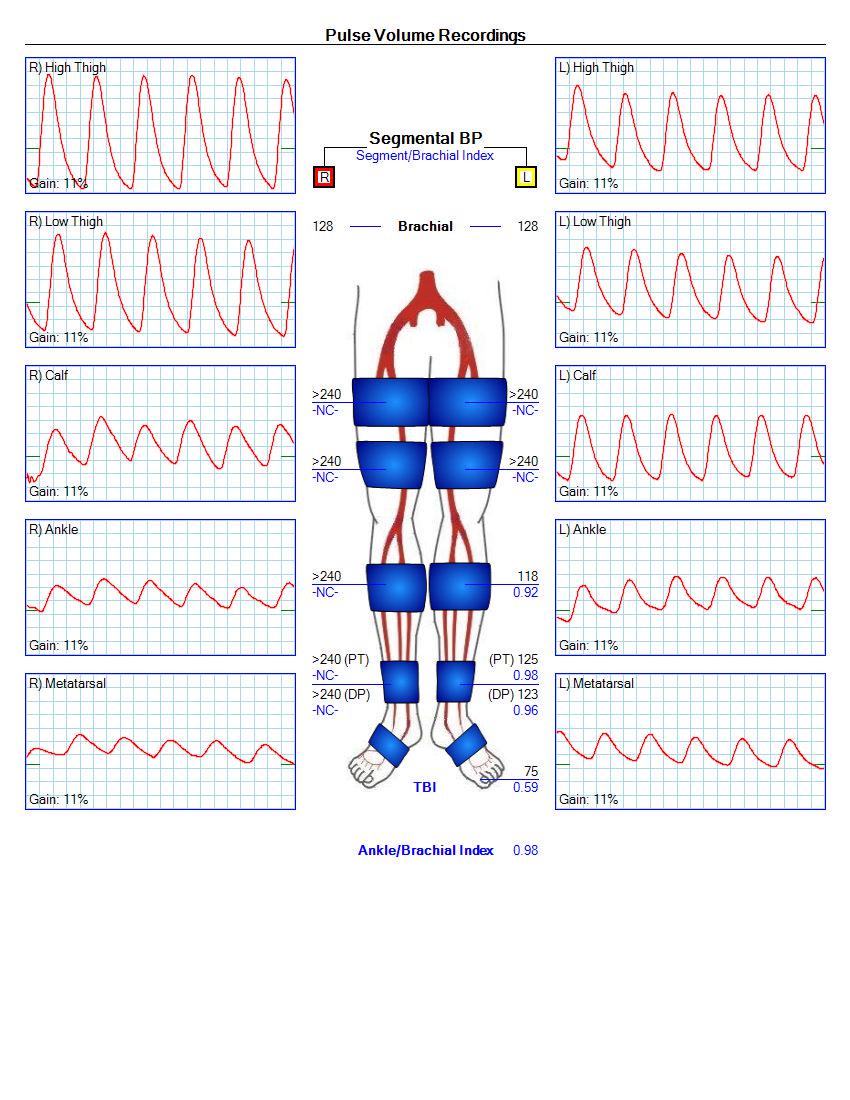 Pulse Volume Recordings
R) High Thigh
Gain: 11%
L) High Thigh
Gain: 11%
Segmental BP
Segment/Brachial Index
R
L
128
Brachial
128
R) Low Thigh
Gain: 11%
L) Low Thigh
Gain: 11%
R) Calf
Gain: 11%
>240
-NC-
>240
-NC-
L) Calf
Gain: 11%
>240
-NC-
>240
-NC-
R) Ankle
Gain: 11%
>240
-NC-
118
0.92
L) Ankle
Gain: 11%
R) Metatarsal
Gain: 11%
>240 (PT)
-NC-
>240 (DP)
-NC-
(PT) 125
0.98
(DP) 123
0.96
L) Metatarsal
Gain: 11%
TBI
75
0.59
Ankle/Brachial Index
0.98